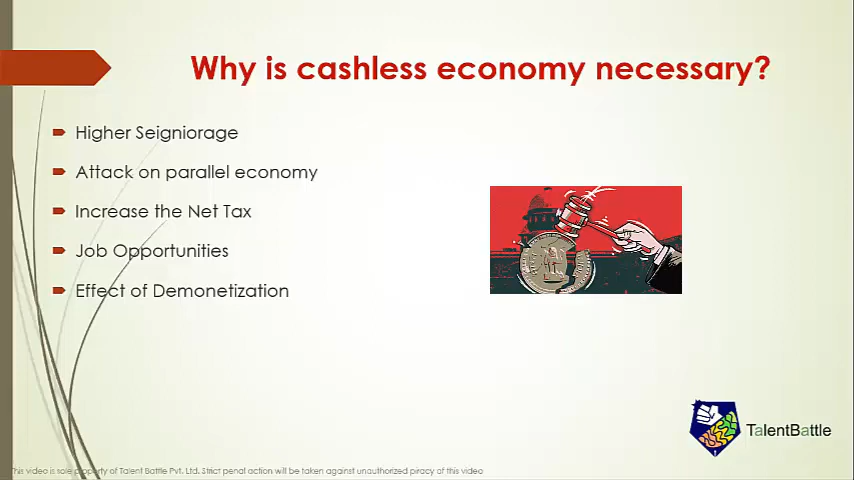 Why is cashless economy necessary?
Higher Seigniorage
Attack on parallel economy
Increase the Net Tax
Job Opportunities
Effect of Demonetization
TalentBattle
This video is sole property of Talent Battle Pvt. Ltd. Strict penal action will be taken against unauthorized piracy of this video